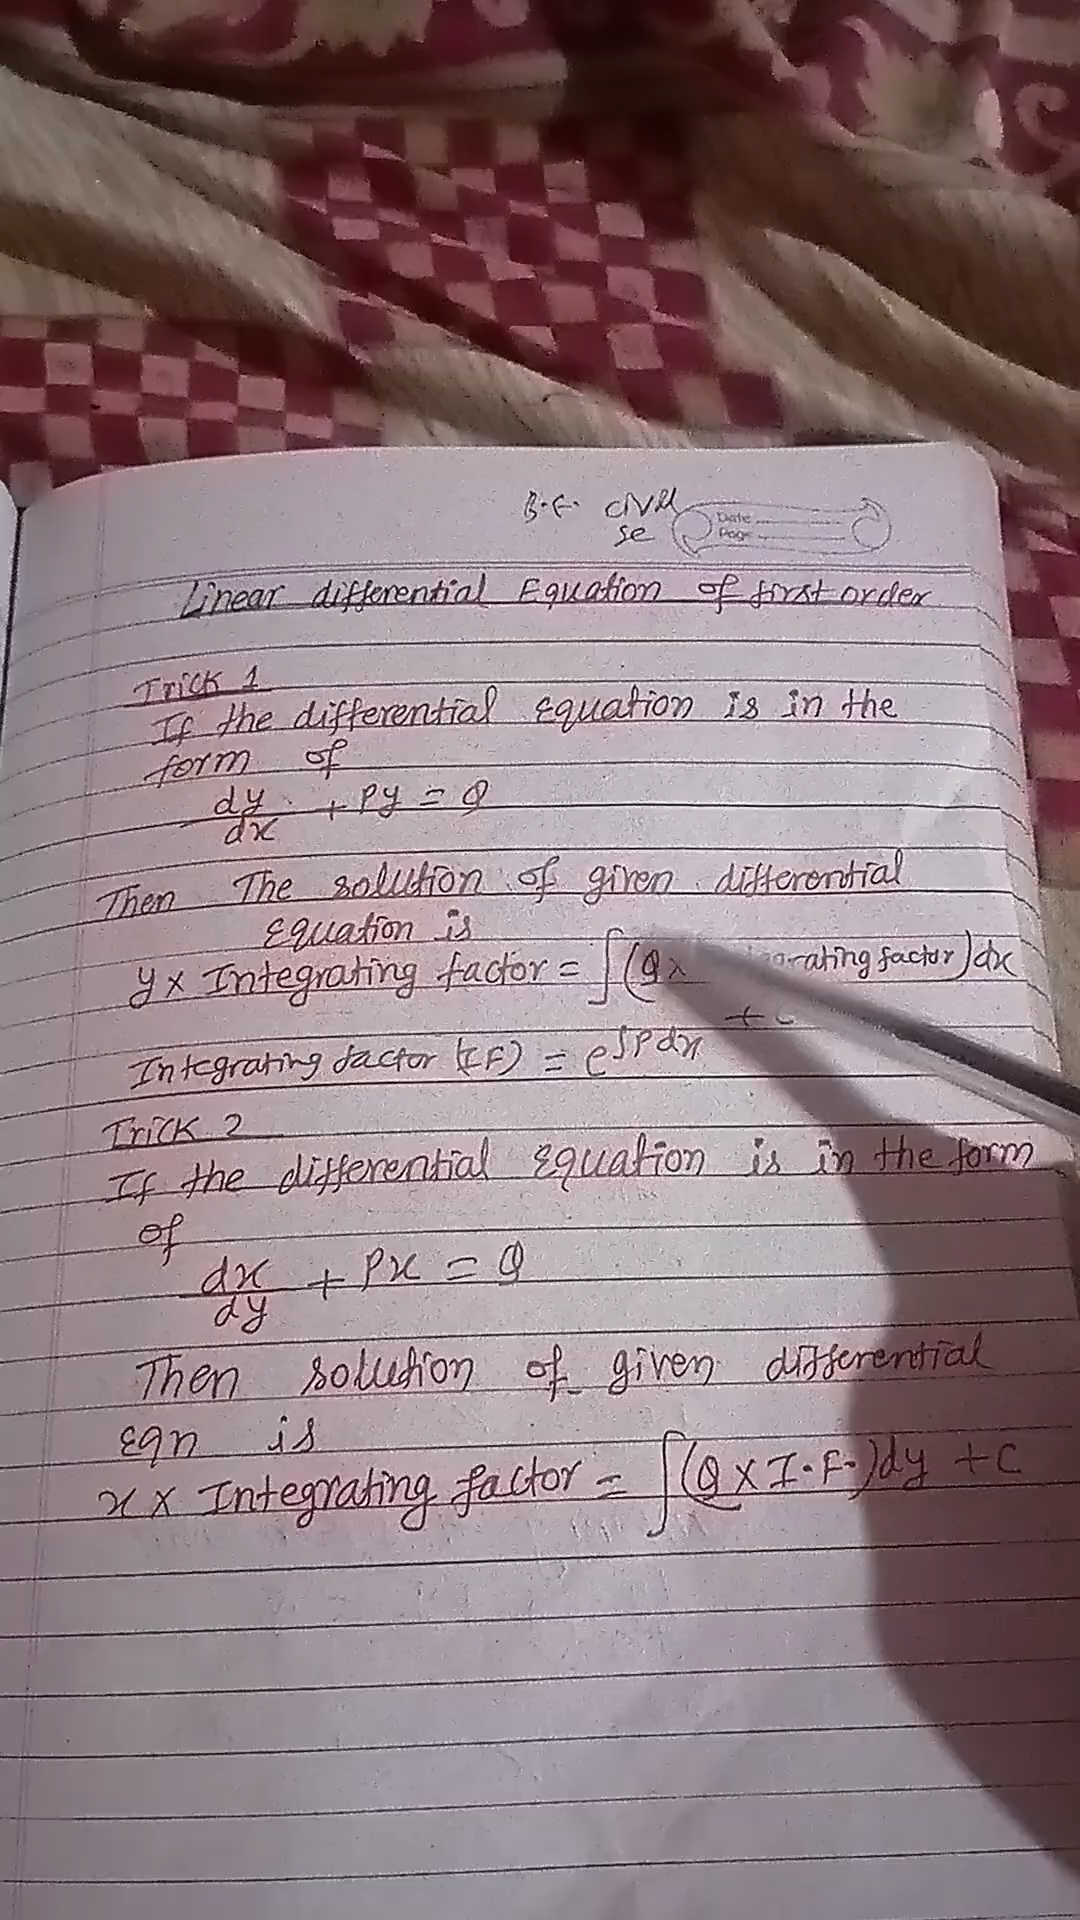 B.E. civil
se
Date
Page
Linear differential Equation of first order
Trick 1
If the differential equation is in the
form of
dy/dx + Py = Q
Then The solution of given differential
equation is
y x Integrating factor = ∫(Qx rating factor)dx
+ C
Integrating factor (IF) = e∫Pdx
Trick 2
If the differential equation is in the form
of
dx/dy + Px = Q
Then solution of given differential
eqn is
x x Integrating factor = ∫(Q x I.F.)dy + C